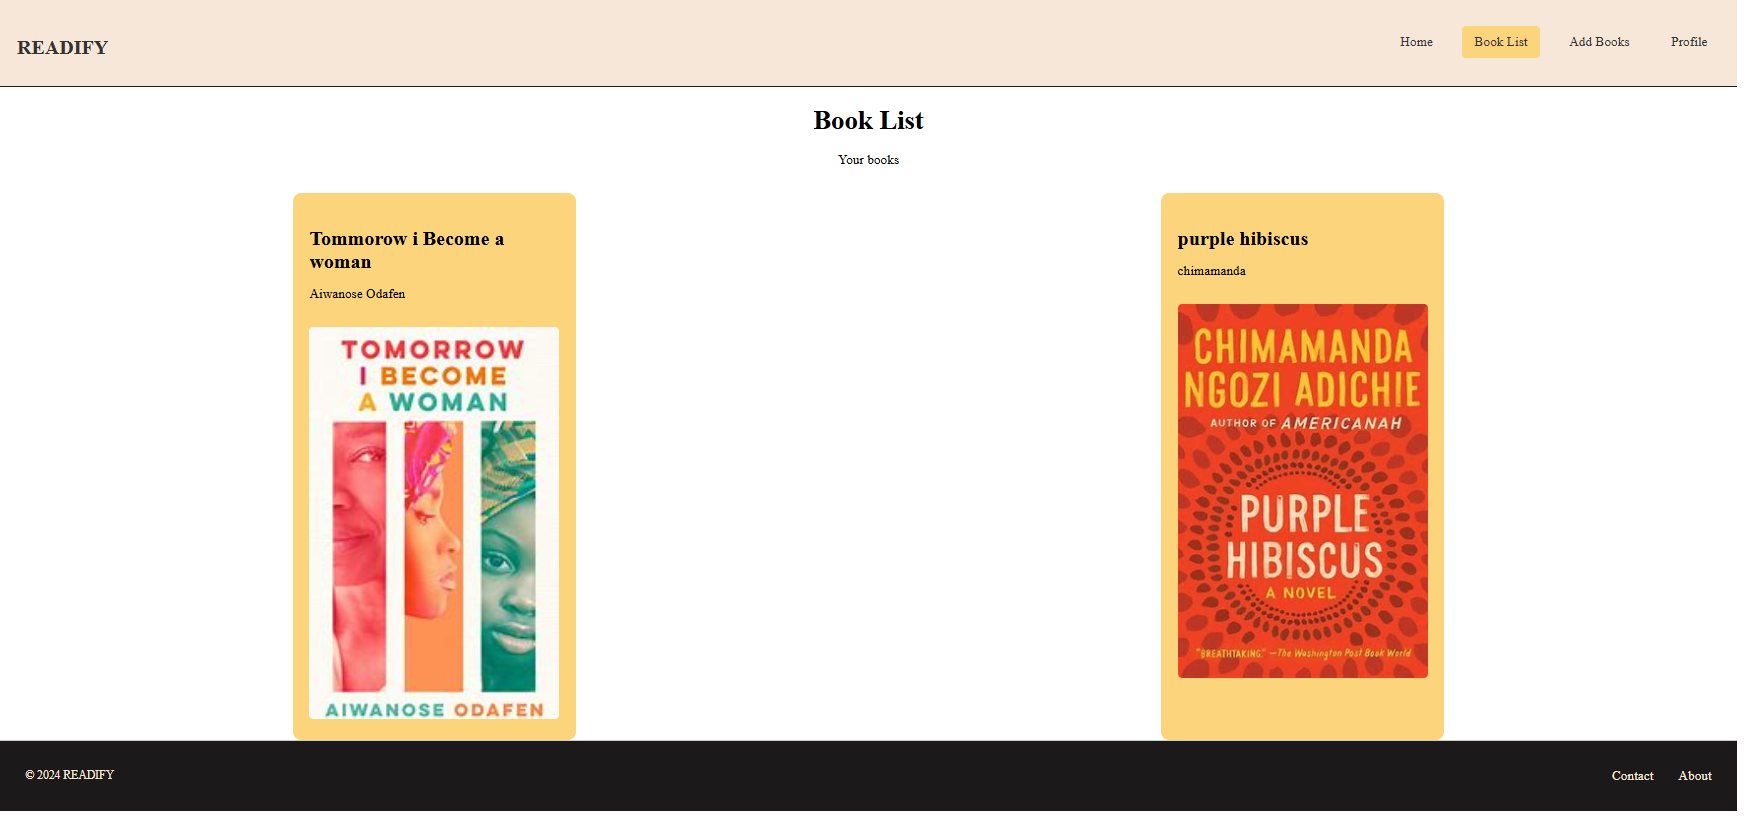 READIFY
Home
Book List
Add Books
Profile
Book List
Your books
Tommorow i Become a
woman
Aiwanose Odafen
TOMORROW
I BECOME
A WOMAN
AIWANOSE ODAFEN
purple hibiscus
chimamanda
CHIMAMANDA
NGOZI ADICHIE
AUTHOR OF AMERICANAH
PURPLE
HIBISCUS
A NOVEL
"BREATHTAKING." —The Washington Post Book World
© 2024 READIFY
Contact
About